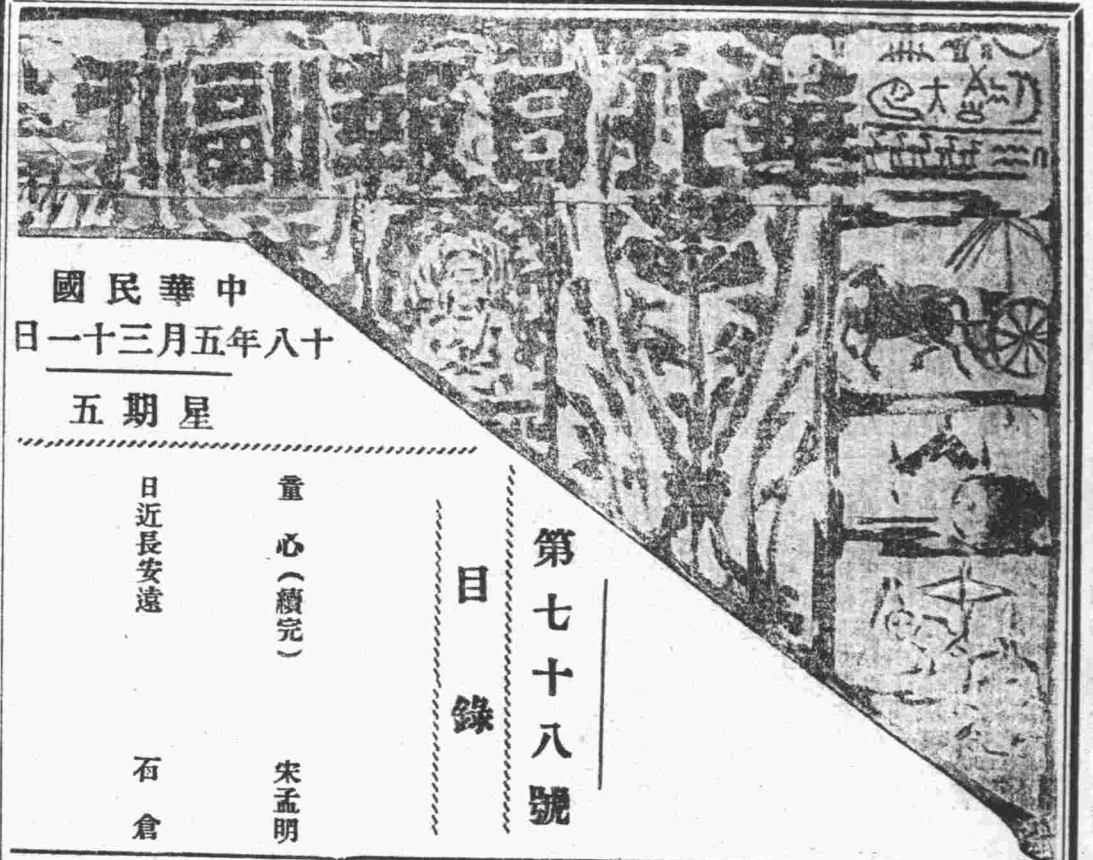 華北日報副刊
中華民國
十八年五月三十一日
星期五
第七十八號
目錄
童心(續完) 宋孟明
日近長安遠 石倉